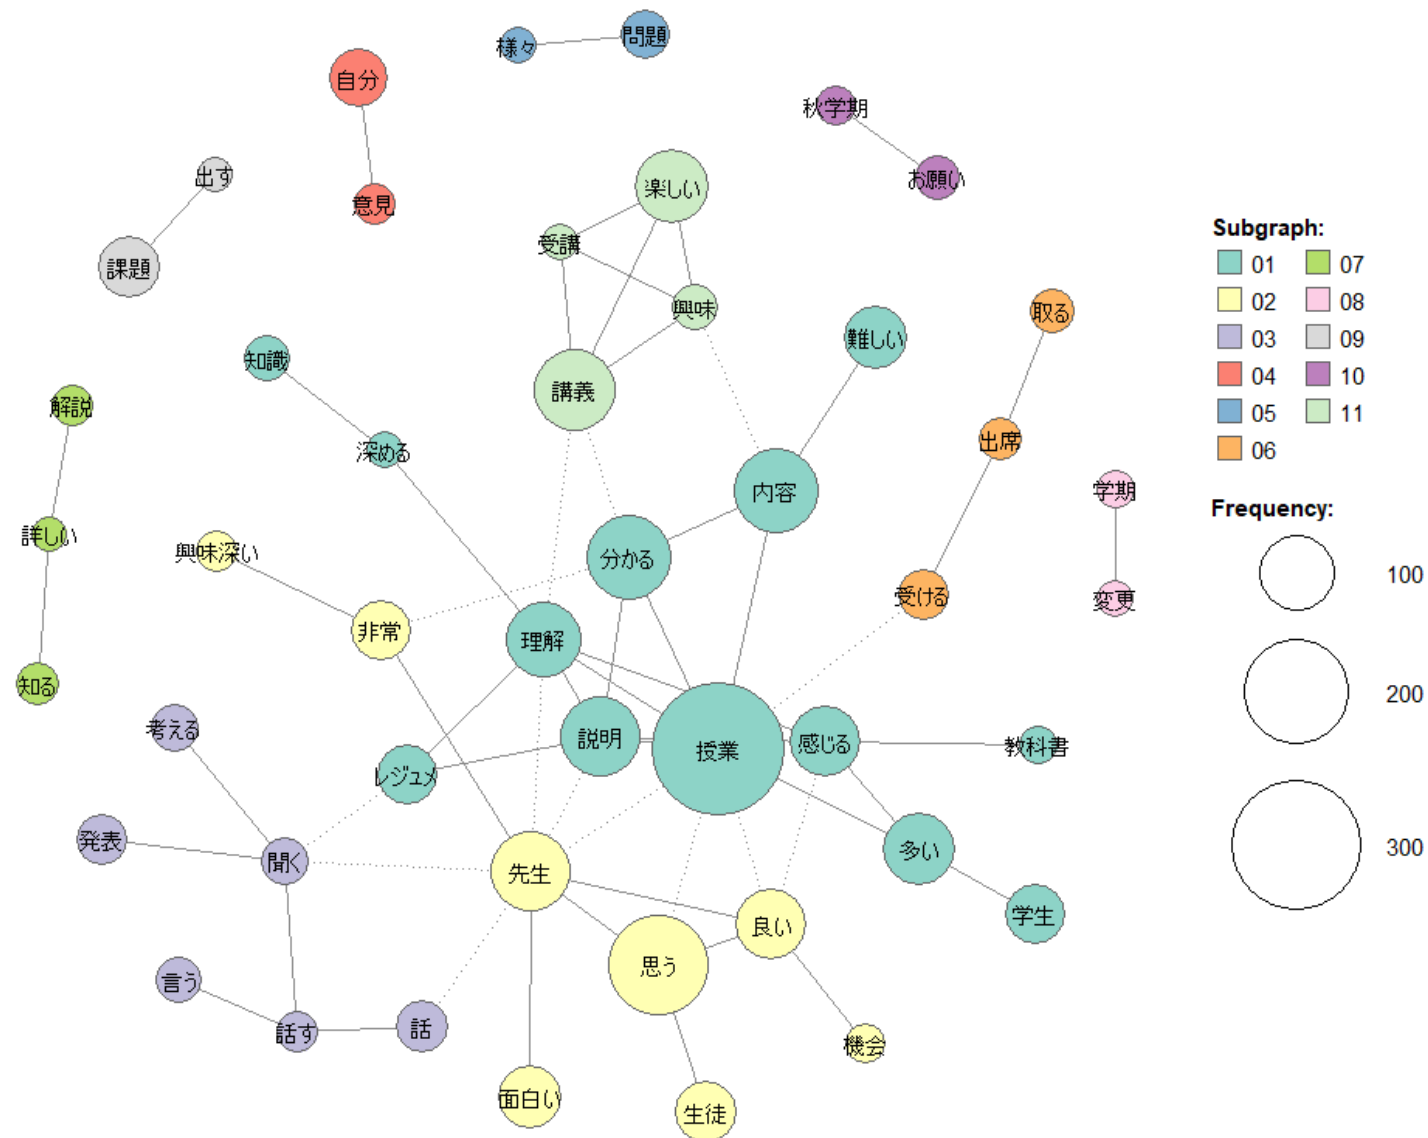 様々
問題
自分
秋学期
お願い
出す
意見
楽しい
受講
課題
興味
取る
難しい
知識
講義
解説
深める
出席
内容
学期
詳しい
興味深い
分かる
受ける
変更
非常
理解
知る
考える
説明
授業
感じる
教科書
レジュメ
発表
聞く
先生
多い
学生
良い
思う
言う
話す
話
機会
面白い
生徒
Subgraph:
01 07
02 08
03 09
04 10
05 11
06
Frequency:
100
200
300